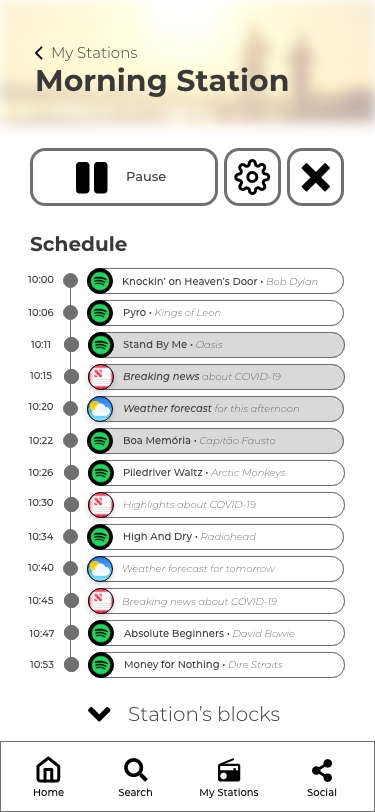 My Stations
Morning Station
Pause
Schedule
10:00 Knockin' on Heaven's Door • Bob Dylan
10:06 Pyro • Kings of Leon
10:11 Stand By Me • Oasis
10:15 Breaking news about COVID-19
10:20 Weather forecast for this afternoon
10:22 Boa Memória • Capitão Fausto
10:26 Piledriver Waltz • Arctic Monkeys
10:30 Highlights about COVID-19
10:34 High And Dry • Radiohead
10:40 Weather forecast for tomorrow
10:45 Breaking news about COVID-19
10:47 Absolute Beginners • David Bowie
10:53 Money for Nothing • Dire Straits
Station's blocks
Home Search My Stations Social